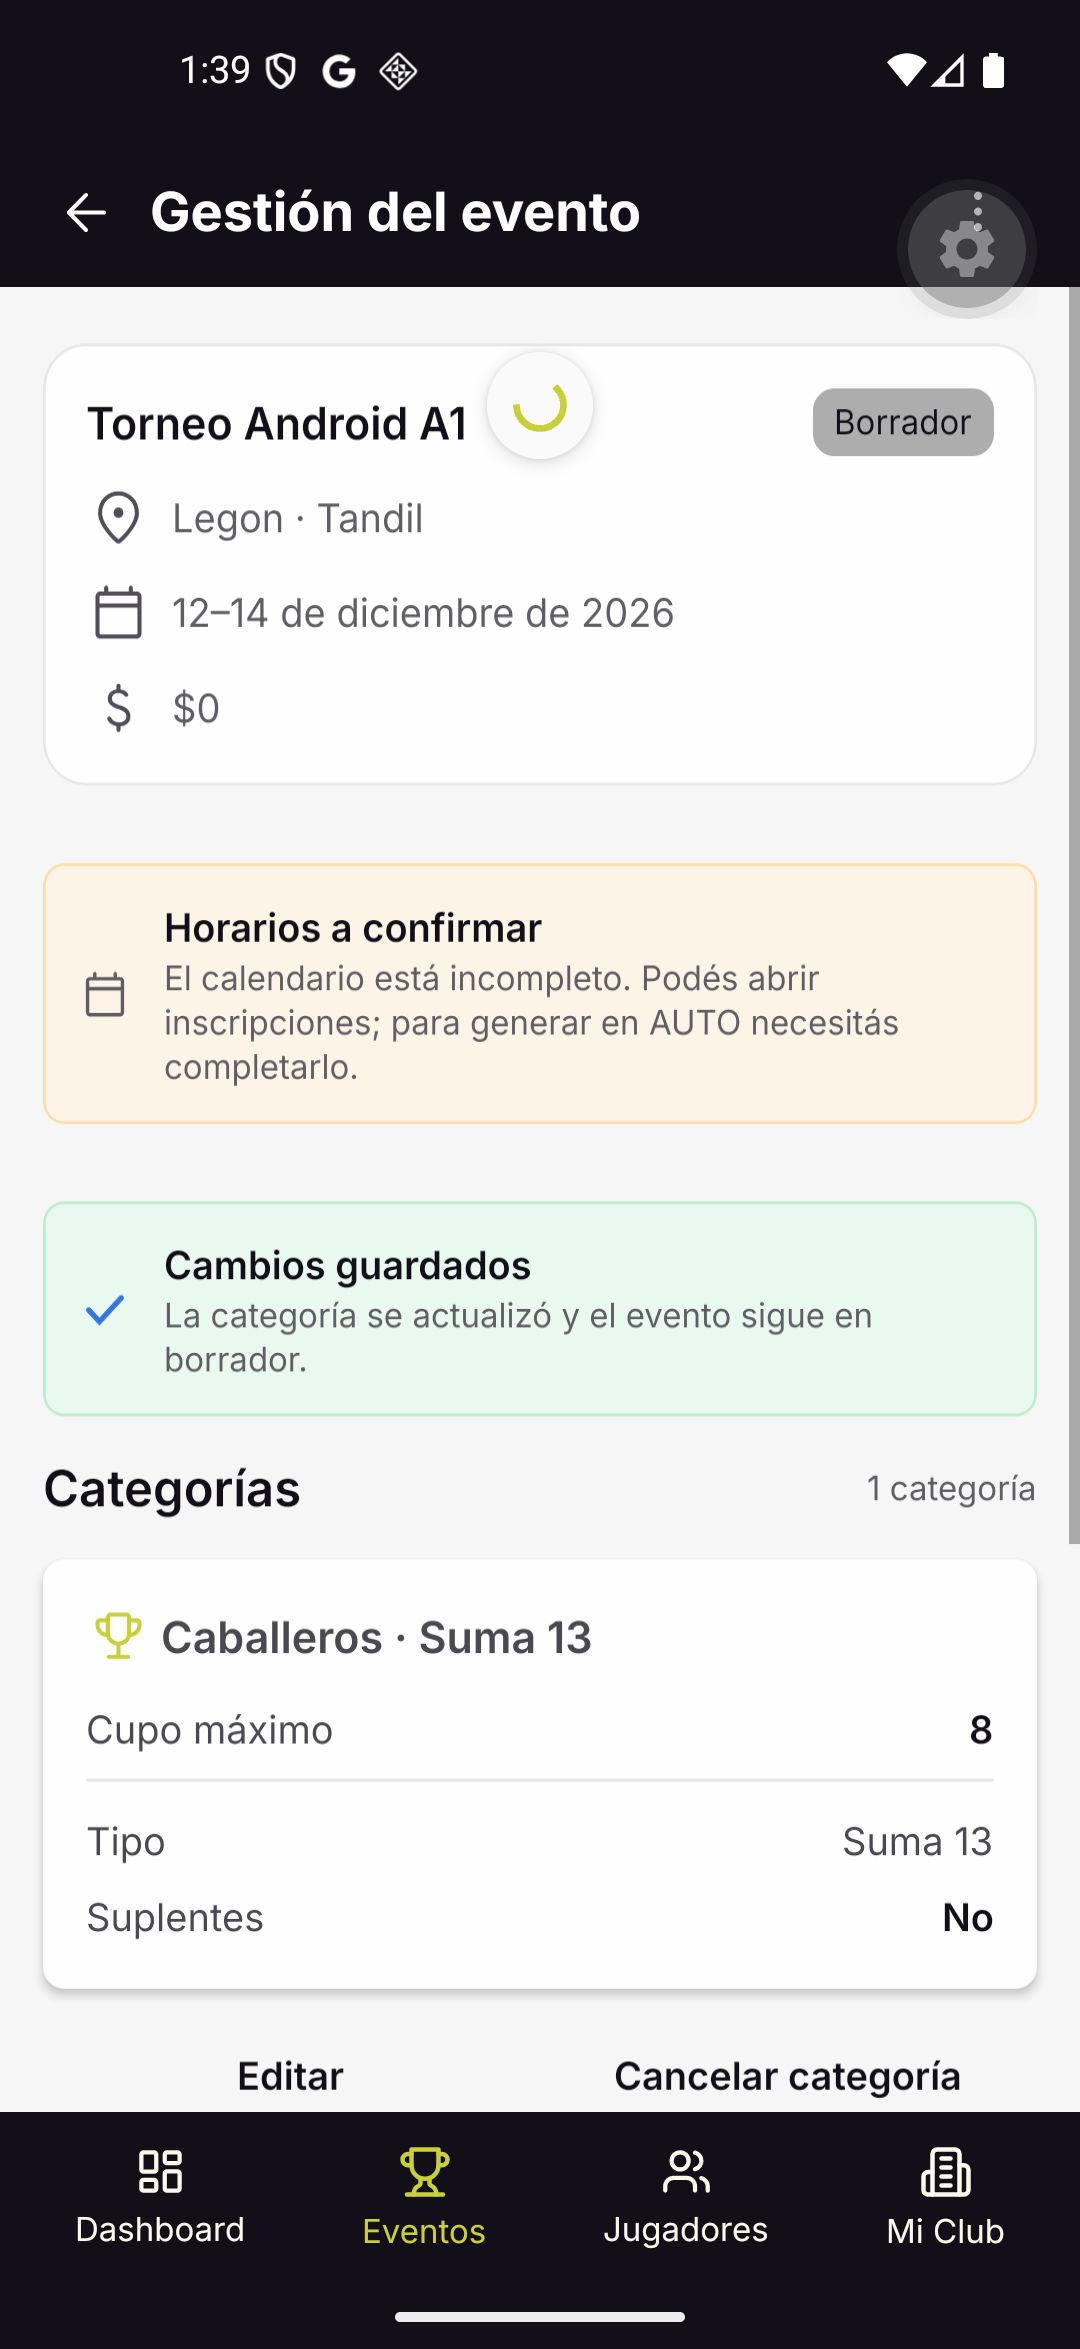 1:39
Gestión del evento
Torneo Android A1
Borrador
Legon · Tandil
12–14 de diciembre de 2026
$0
Horarios a confirmar
El calendario está incompleto. Podés abrir
inscripciones; para generar en AUTO necesitás
completarlo.
Cambios guardados
La categoría se actualizó y el evento sigue en
borrador.
Categorías
1 categoría
Caballeros · Suma 13
Cupo máximo
8
Tipo
Suma 13
Suplentes
No
Editar
Cancelar categoría
Dashboard
Eventos
Jugadores
Mi Club